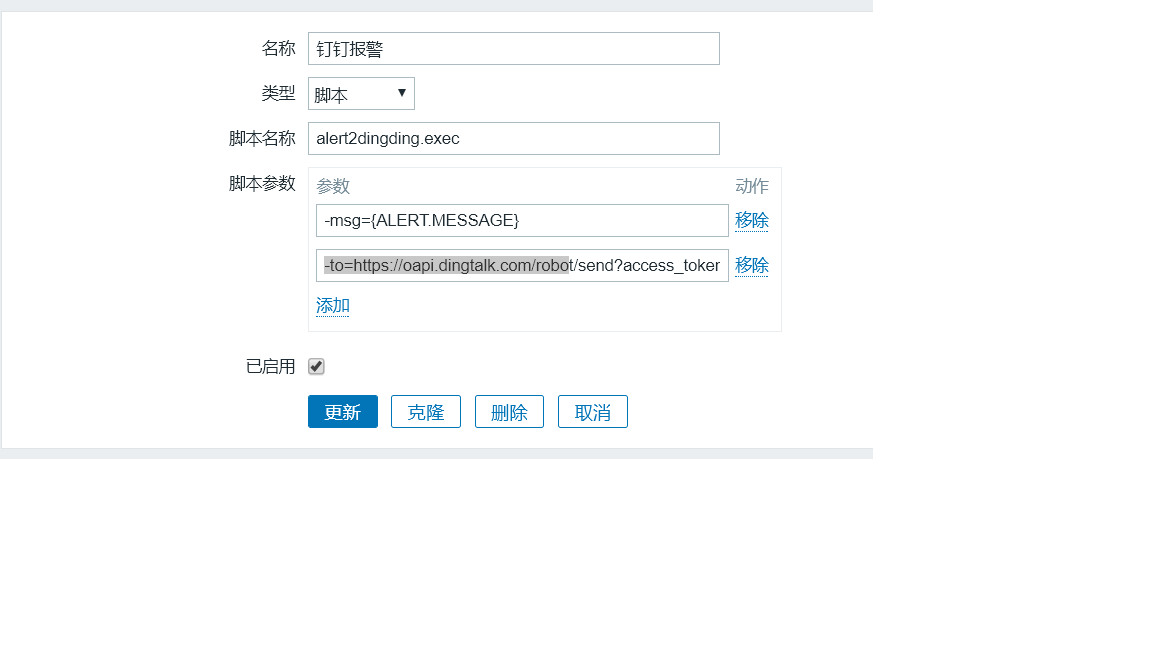 名称 钉钉报警
类型 脚本
脚本名称 alert2dingding.exec
脚本参数 参数 动作
-msg={ALERT.MESSAGE} 移除
-to=https://oapi.dingtalk.com/robot/send?access_toker 移除
添加
已启用
更新 克隆 删除 取消